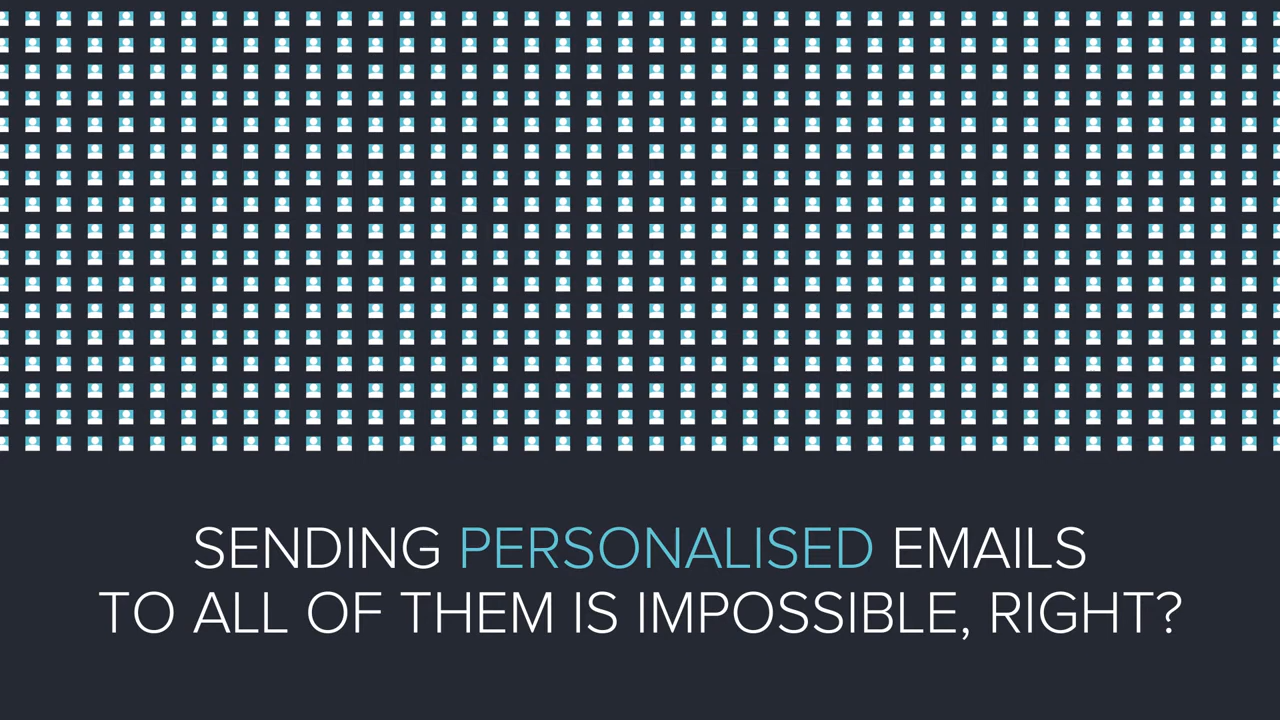 SENDING PERSONALISED EMAILS
TO ALL OF THEM IS IMPOSSIBLE, RIGHT?